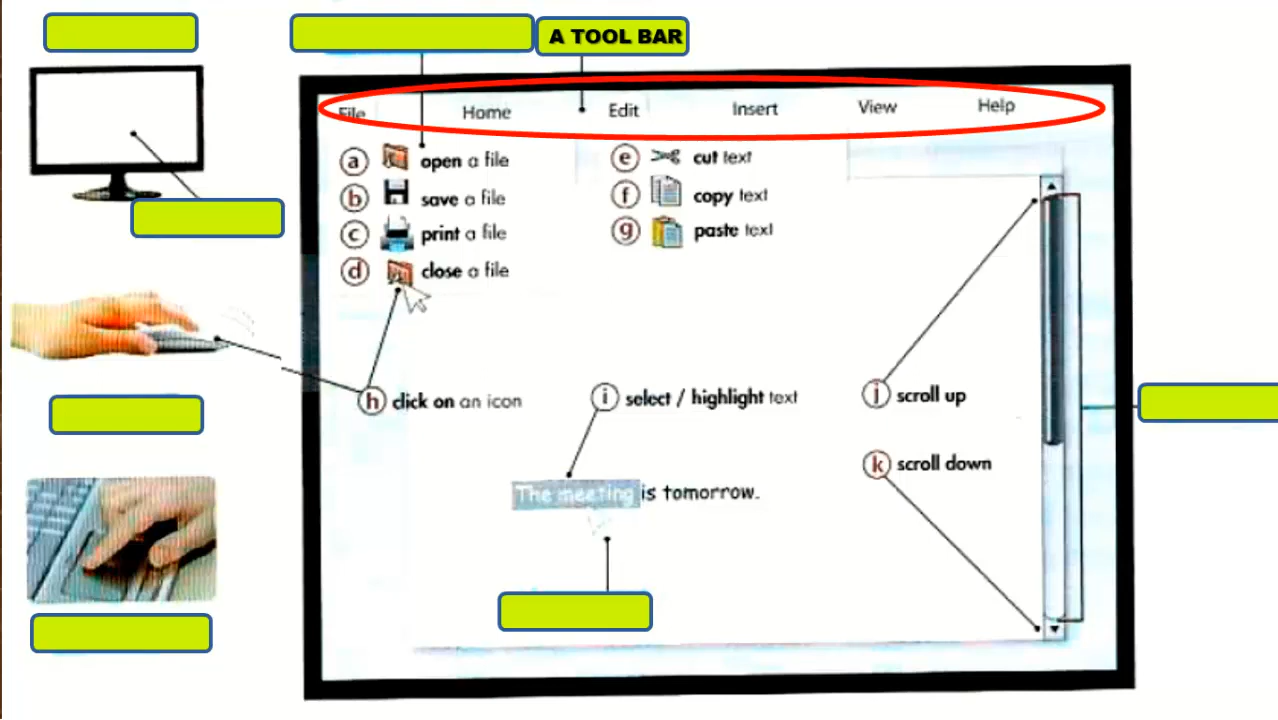 A TOOL BAR
File Home Edit Insert View Help
a open a file
b save a file
c print a file
d close a file
e cut text
f copy text
g paste text
h click on an icon
i select / highlight text
j scroll up
k scroll down
The meeting is tomorrow.